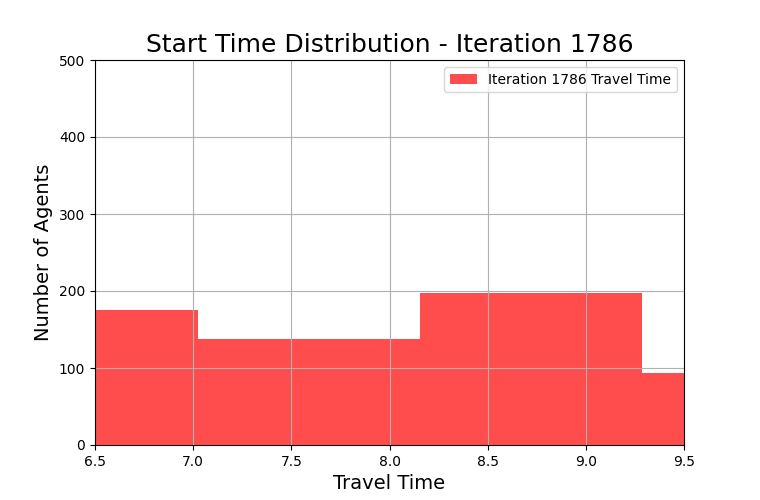 Start Time Distribution - Iteration 1786
Iteration 1786 Travel Time
Number of Agents
500
400
300
200
100
0
6.5 7.0 7.5 8.0 8.5 9.0 9.5
Travel Time